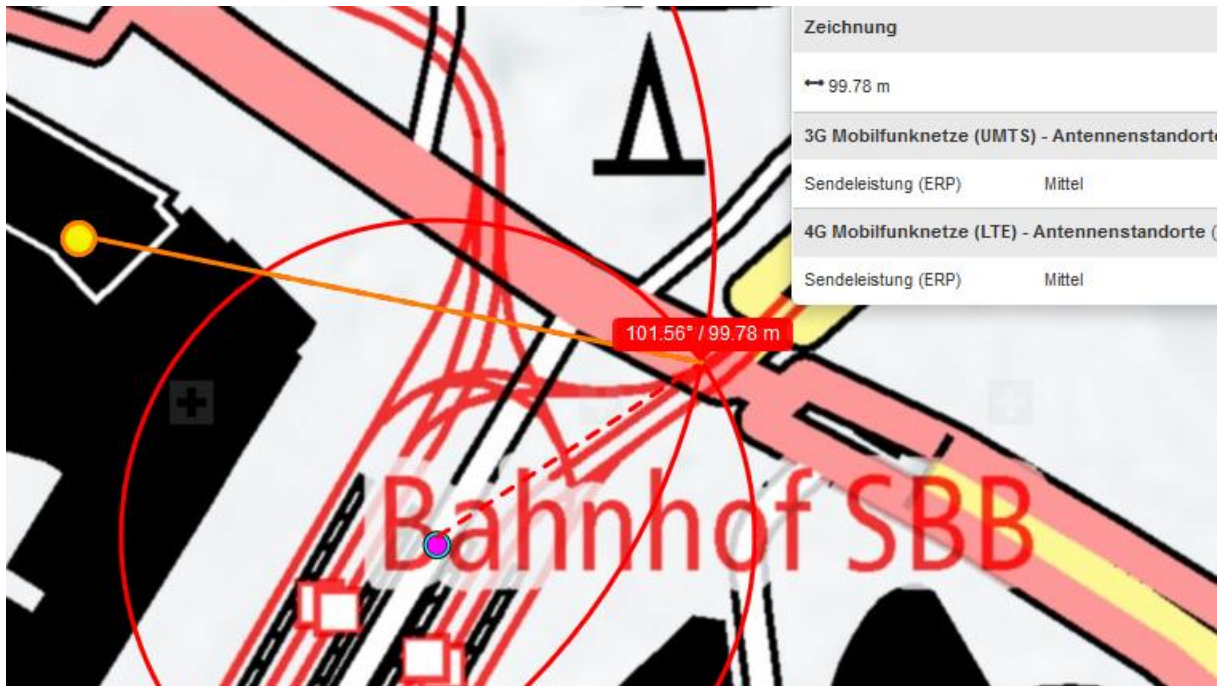 Zeichnung
99.78 m
3G Mobilfunknetze (UMTS) - Antennenstandorte
Sendeleistung (ERP) Mittel
4G Mobilfunknetze (LTE) - Antennenstandorte (
Sendeleistung (ERP) Mittel
101.56° / 99.78 m
Bahnhof SBB